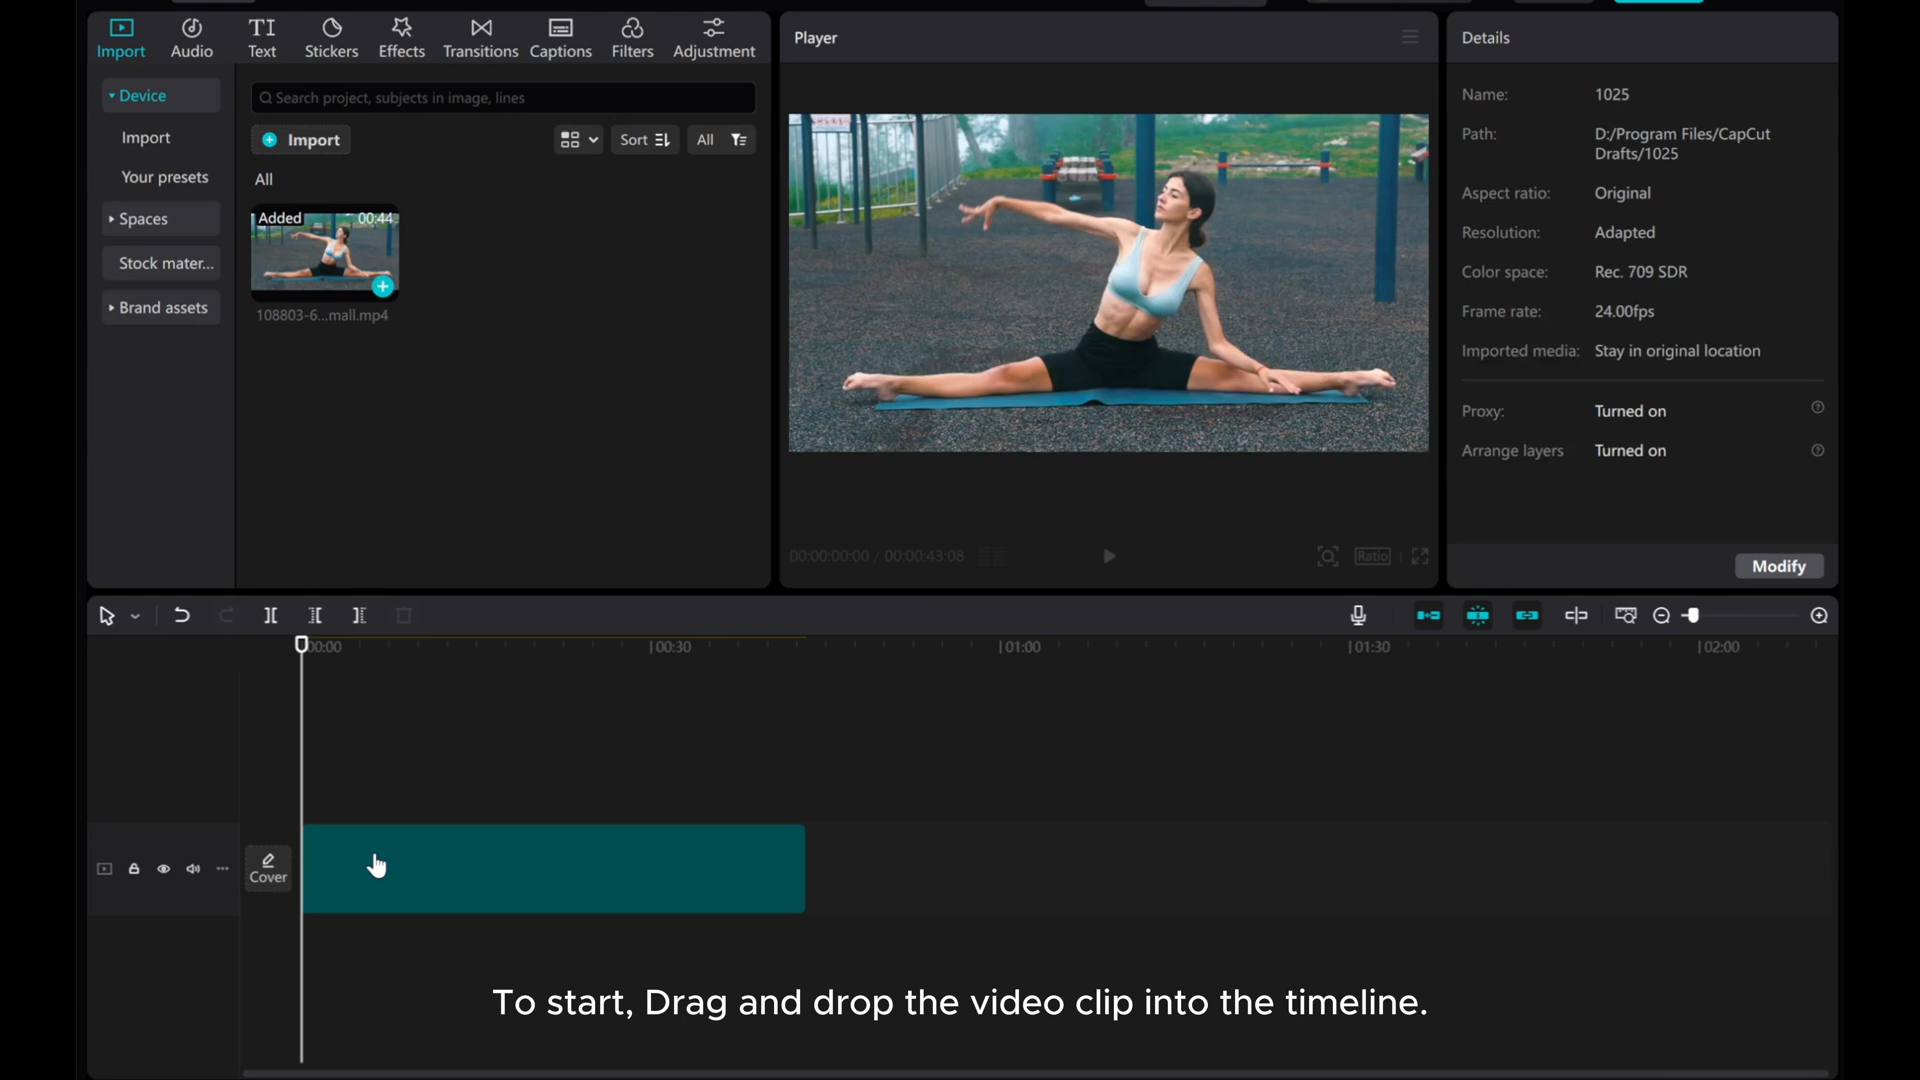 Import
Audio
Text
Stickers
Effects
Transitions
Captions
Filters
Adjustment
Device
Import
Your presets
Spaces
Stock mater...
Brand assets
Search project, subjects in image, lines
Import
Sort
All
All
Added 00:44
108803-6...mall.mp4
Player
00:00:00:00 / 00:00:43:08
Ratio
Details
Name: 1025
Path: D:/Program Files/CapCut
Drafts/1025
Aspect ratio: Original
Resolution: Adapted
Color space: Rec. 709 SDR
Frame rate: 24.00fps
Imported media: Stay in original location
Proxy: Turned on
Arrange layers Turned on
Modify
00:00 00:30 01:00 01:30 02:00
Cover
To start, Drag and drop the video clip into the timeline.